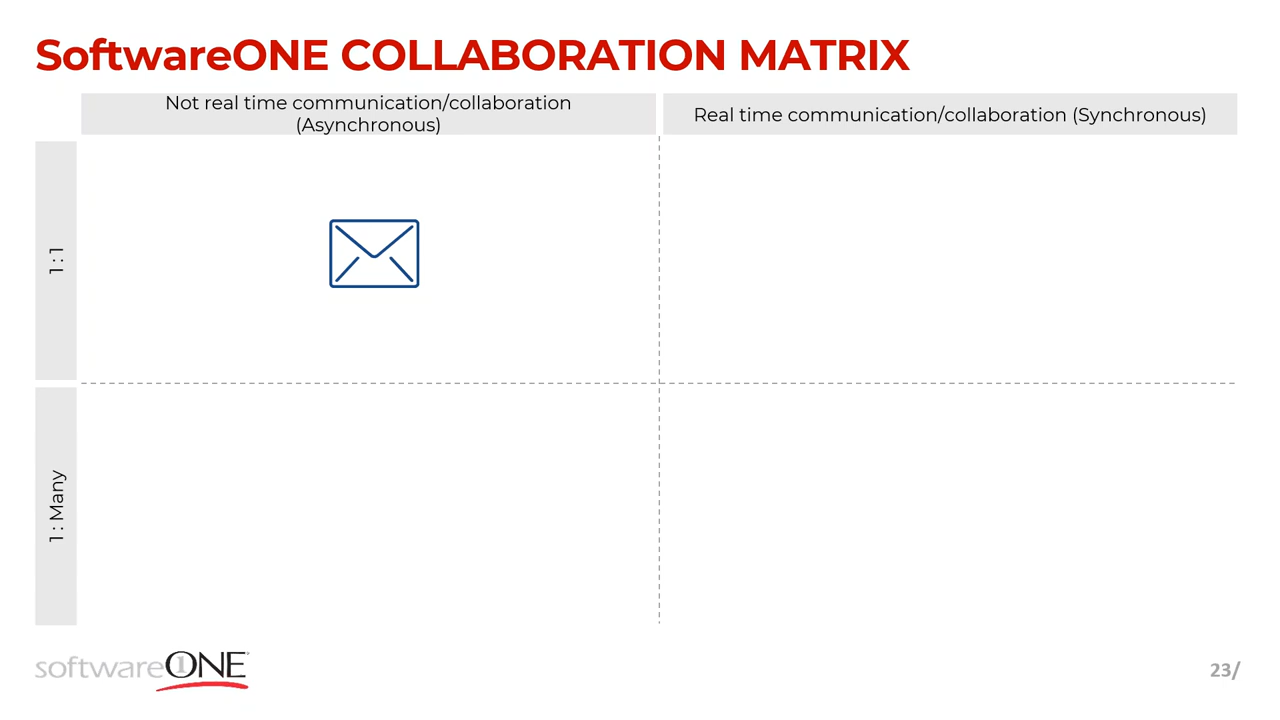 SoftwareONE COLLABORATION MATRIX
Not real time communication/collaboration
(Asynchronous)
Real time communication/collaboration (Synchronous)
1 : 1
1 : Many
softwareONE
23/